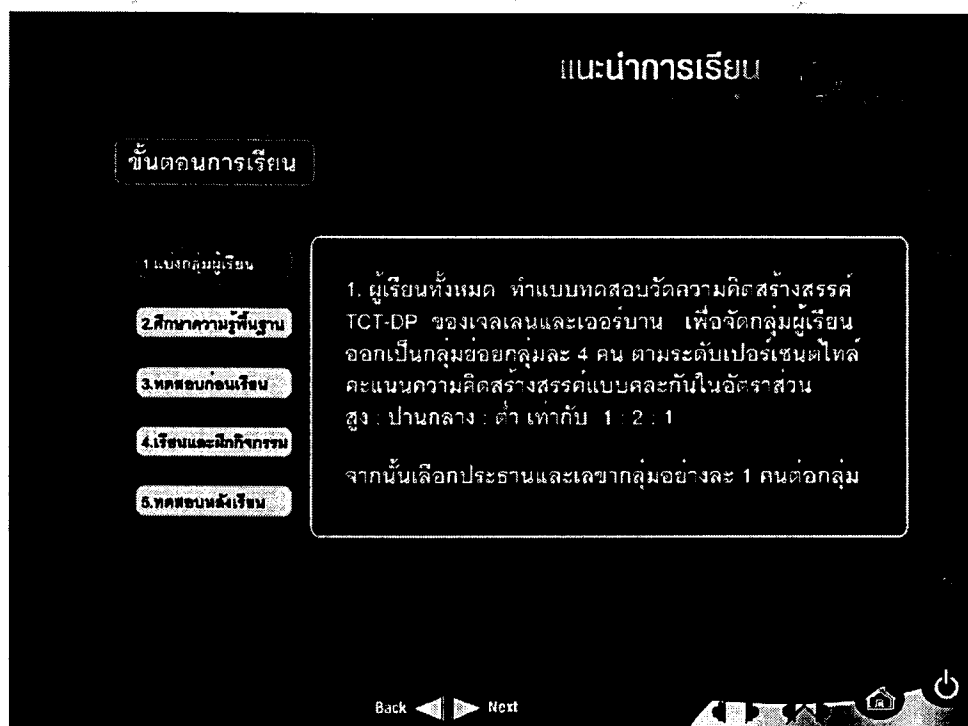 แนะนำการเรียน
ขั้นตอนการเรียน
1.แบ่งกลุ่มผู้เรียน
2.ศึกษาความรู้พื้นฐาน
3.ทดสอบก่อนเรียน
4.เรียนและฝึกกิจกรรม
5.ทดสอบหลังเรียน
1. ผู้เรียนทั้งหมด ทำแบบทดสอบวัดความคิดสร้างสรรค์
TCT-DP ของเจลเลนและเออร์บาน เพื่อจัดกลุ่มผู้เรียน
ออกเป็นกลุ่มย่อยกลุ่มละ 4 คน ตามระดับเปอร์เซนต์ไทล์
คะแนนความคิดสร้างสรรค์แบบคละกันในอัตราส่วน
สูง : ปานกลาง : ต่ำ เท่ากับ 1 : 2 : 1
จากนั้นเลือกประธานและเลขากลุ่มอย่างละ 1 คนต่อกลุ่ม
Back Next